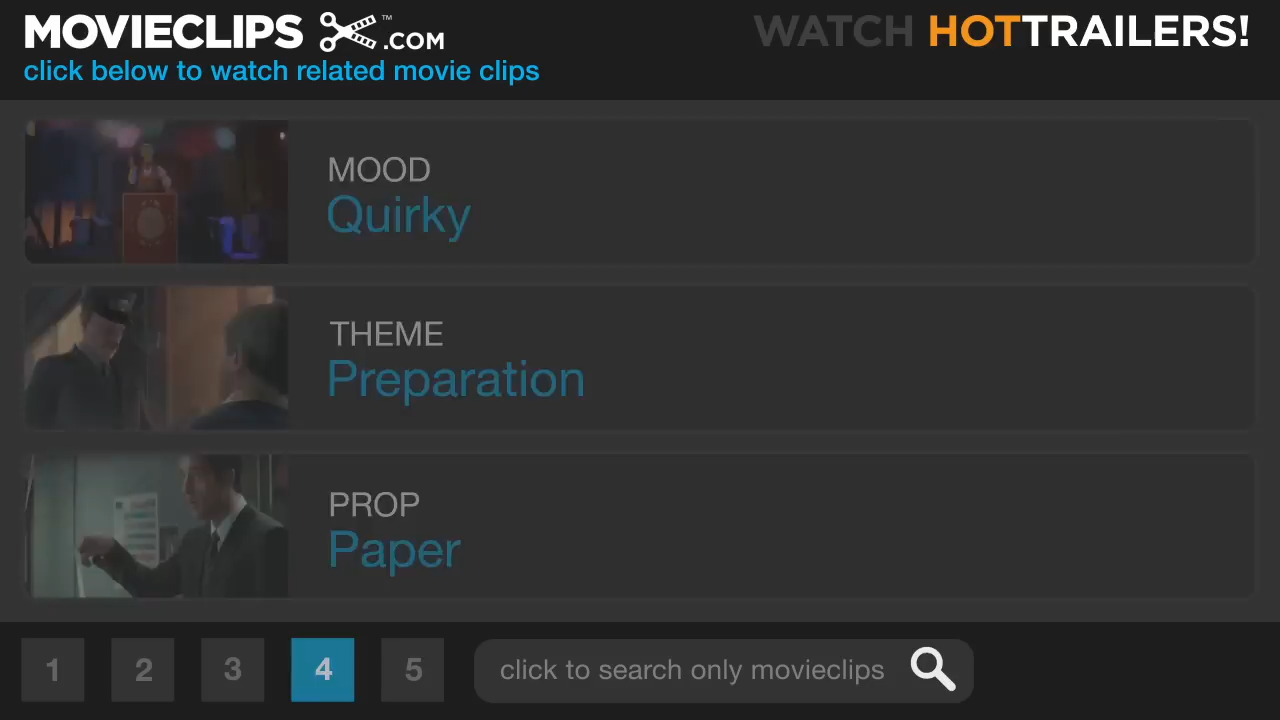 MOVIECLIPS ™ .COM
WATCH HOTTRAILERS!
click below to watch related movie clips
MOOD
Quirky
THEME
Preparation
PROP
Paper
1 2 3 4 5
click to search only movieclips